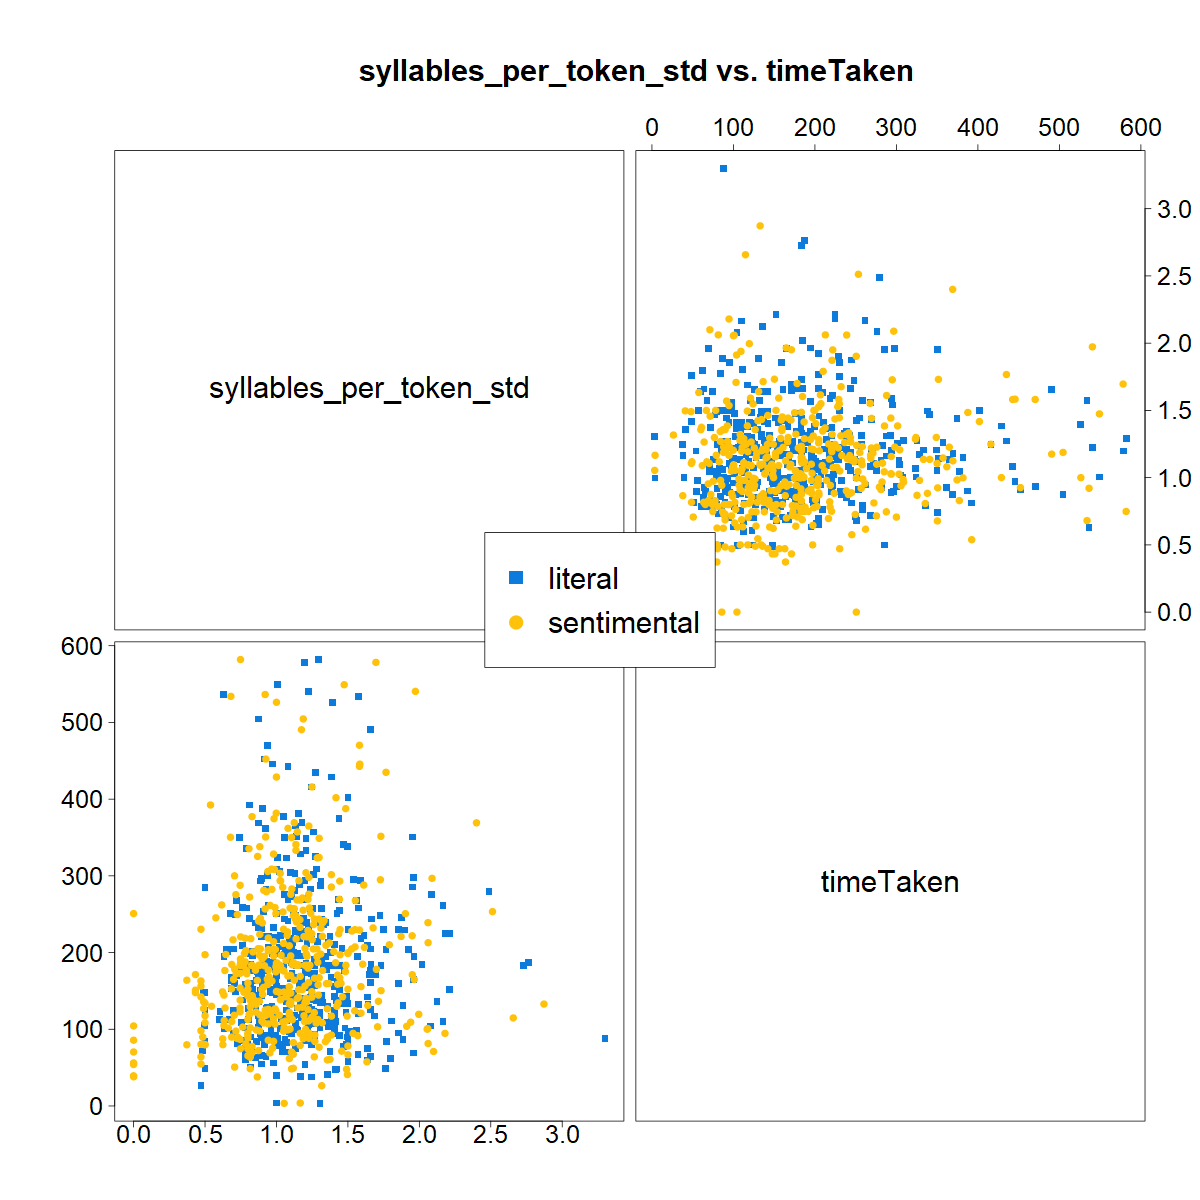 syllables_per_token_std vs. timeTaken
0 100 200 300 400 500 600
syllables_per_token_std
3.0
2.5
2.0
1.5
1.0
0.5
0.0
literal
sentimental
600
500
400
300
200
100
0
timeTaken
0.0 0.5 1.0 1.5 2.0 2.5 3.0